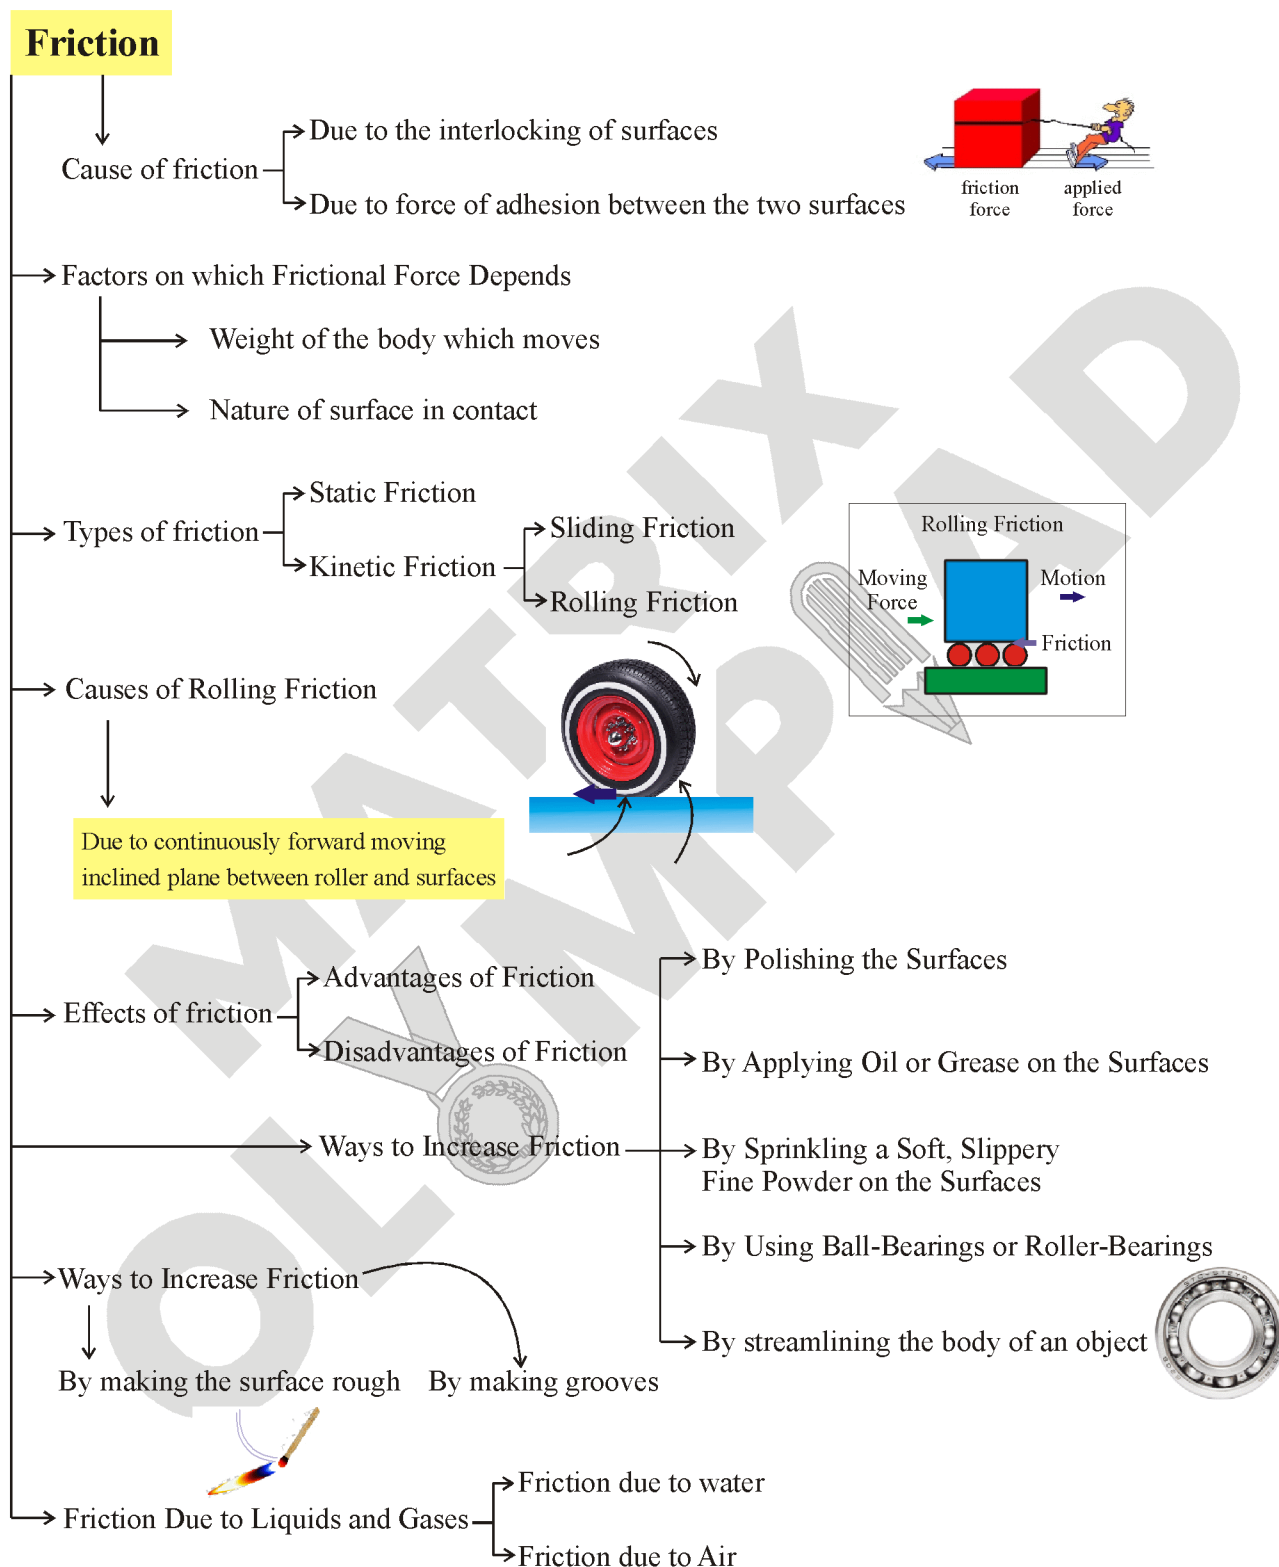 Friction
Due to the interlocking of surfaces
Cause of friction
Due to force of adhesion between the two surfaces
friction
force
applied
force
Factors on which Frictional Force Depends
Weight of the body which moves
Nature of surface in contact
Static Friction
Types of friction
Sliding Friction
Kinetic Friction
Rolling Friction
Rolling Friction
Moving
Force
Motion
Friction
Causes of Rolling Friction
Due to continuously forward moving
inclined plane between roller and surfaces
By Polishing the Surfaces
Advantages of Friction
Effects of friction
Disadvantages of Friction
By Applying Oil or Grease on the Surfaces
Ways to Increase Friction
By Sprinkling a Soft, Slippery
Fine Powder on the Surfaces
By Using Ball-Bearings or Roller-Bearings
Ways to Increase Friction
By streamlining the body of an object
By making the surface rough
By making grooves
Friction due to water
Friction Due to Liquids and Gases
Friction due to Air
MATRIX
OLYMPIAD